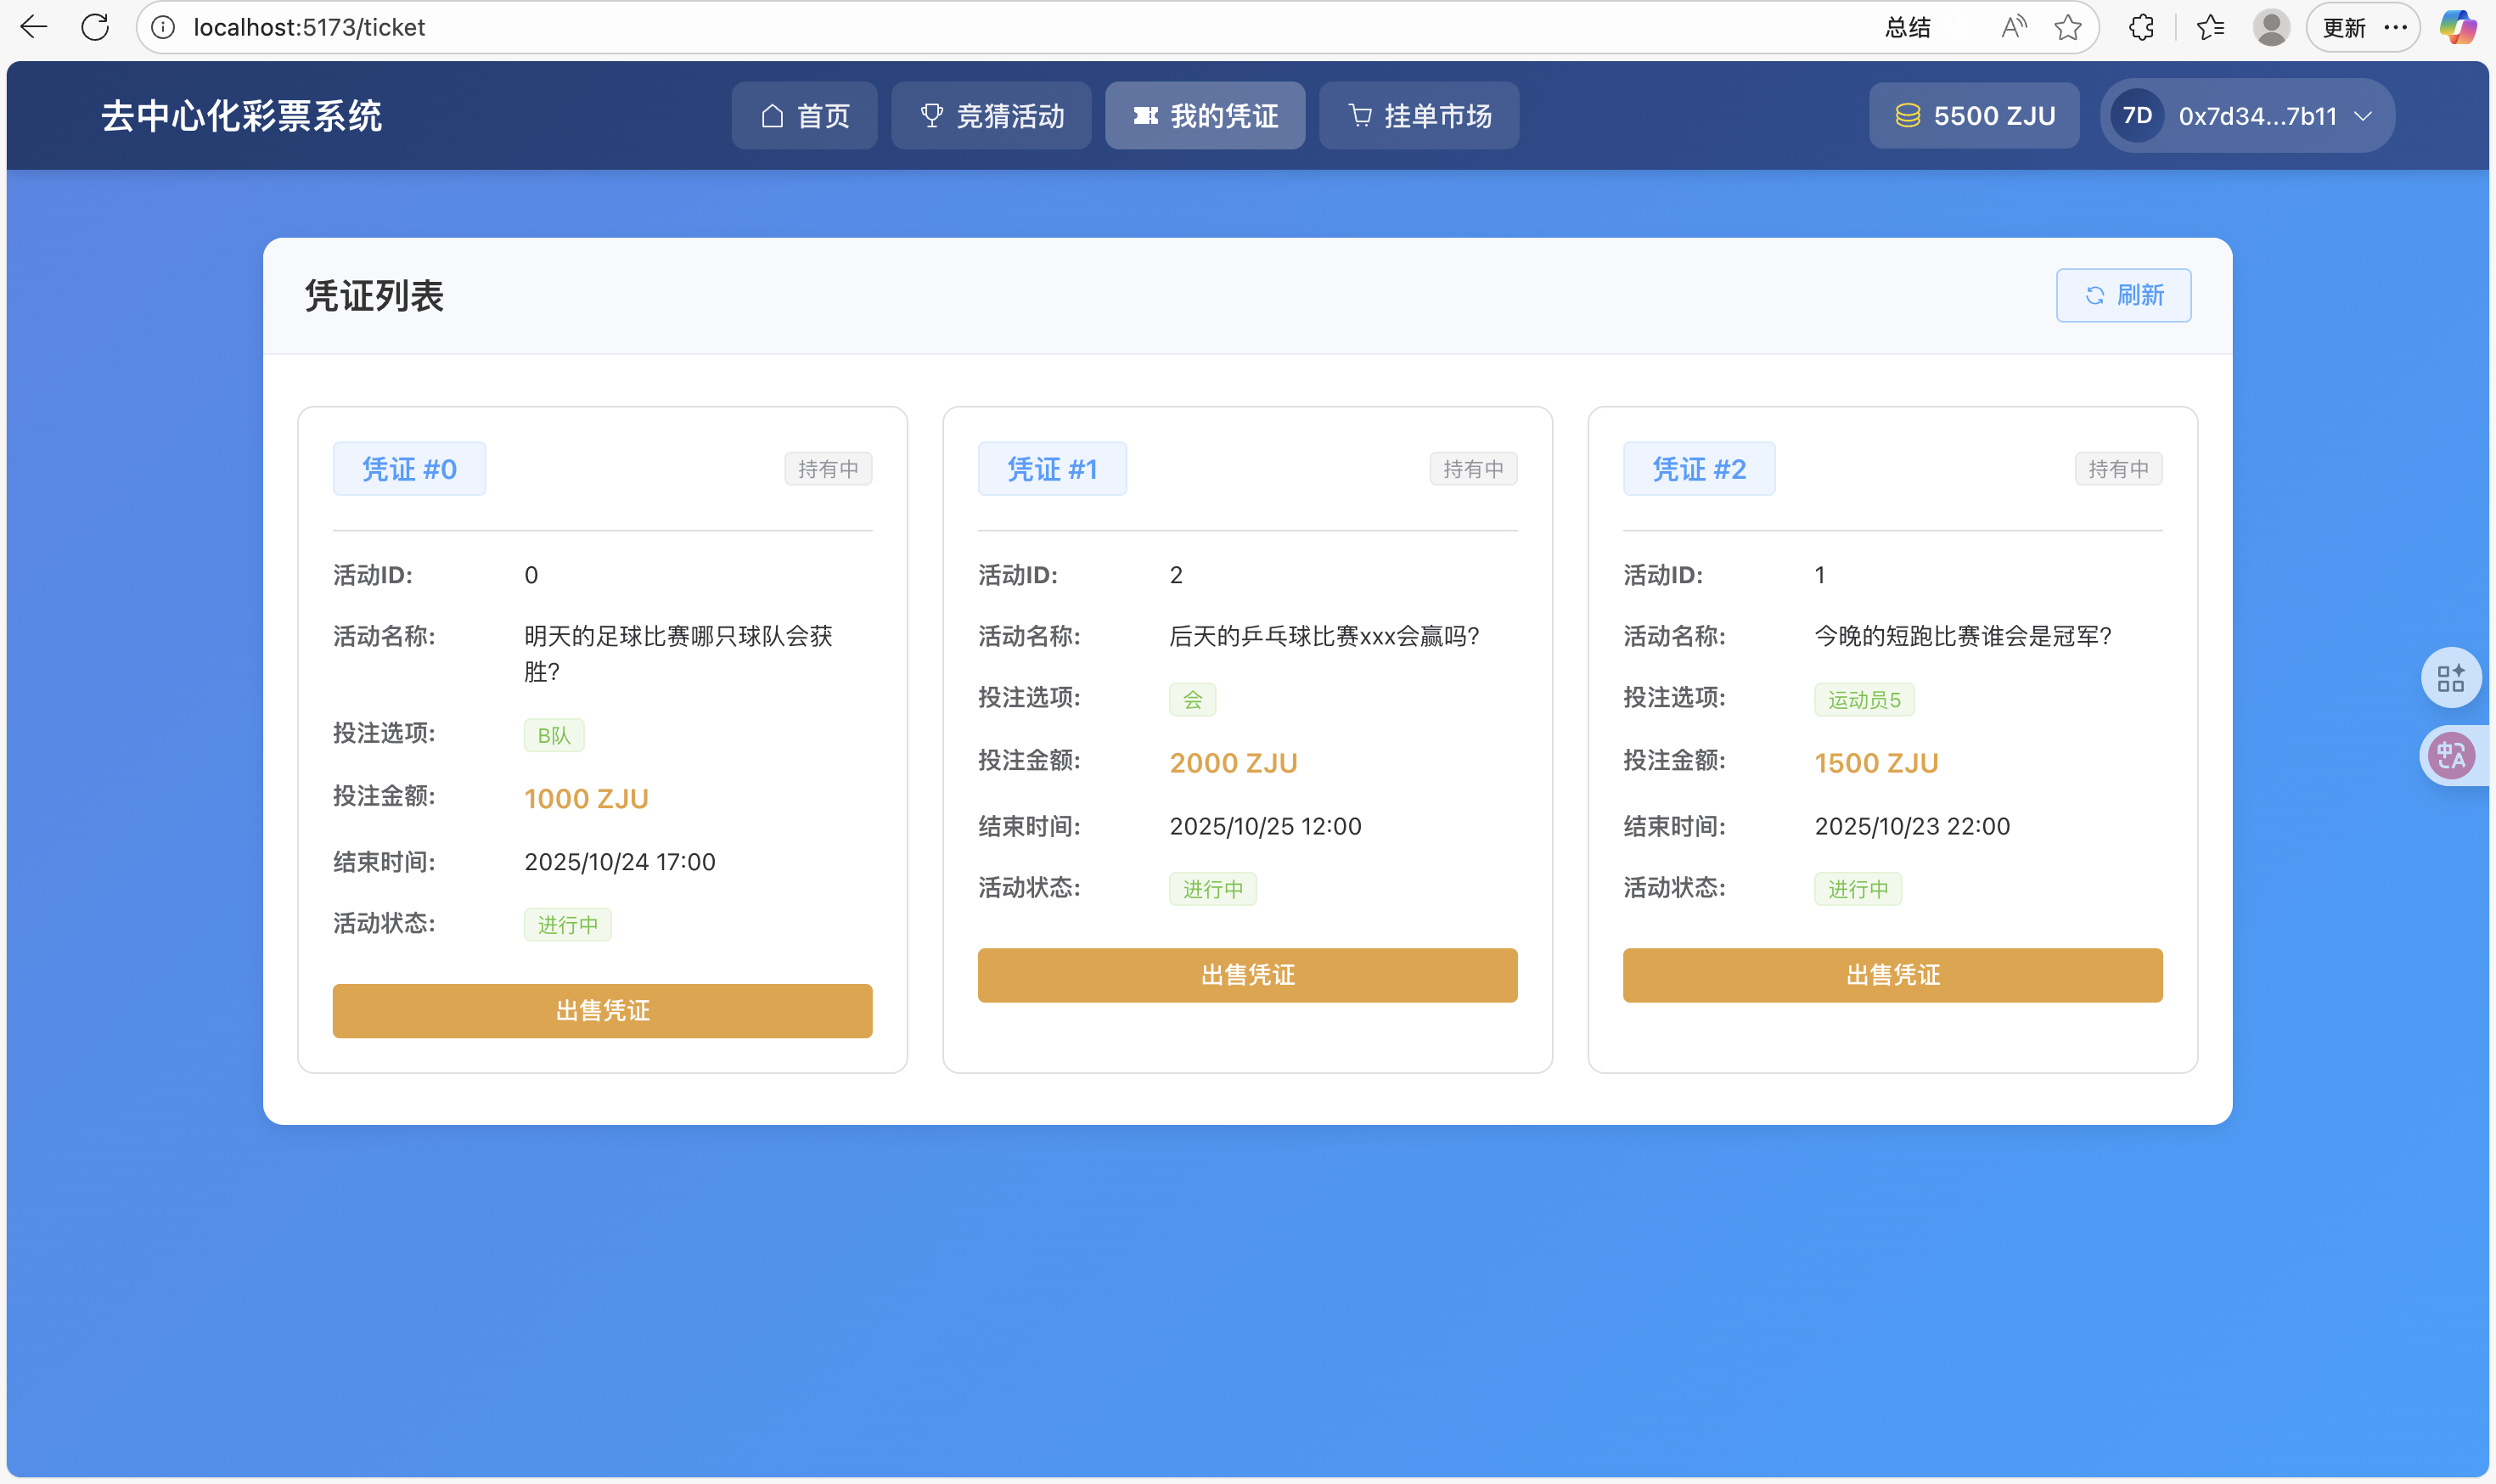 localhost:5173/ticket
总结
更新
去中心化彩票系统
首页
竞猜活动
我的凭证
挂单市场
5500 ZJU
7D
0x7d34...7b11
凭证列表
刷新
凭证 #0
持有中
活动ID:
0
活动名称:
明天的足球比赛哪只球队会获
胜?
投注选项:
B队
投注金额:
1000 ZJU
结束时间:
2025/10/24 17:00
活动状态:
进行中
出售凭证
凭证 #1
持有中
活动ID:
2
活动名称:
后天的乒乓球比赛xxx会赢吗?
投注选项:
会
投注金额:
2000 ZJU
结束时间:
2025/10/25 12:00
活动状态:
进行中
出售凭证
凭证 #2
持有中
活动ID:
1
活动名称:
今晚的短跑比赛谁会是冠军?
投注选项:
运动员5
投注金额:
1500 ZJU
结束时间:
2025/10/23 22:00
活动状态:
进行中
出售凭证